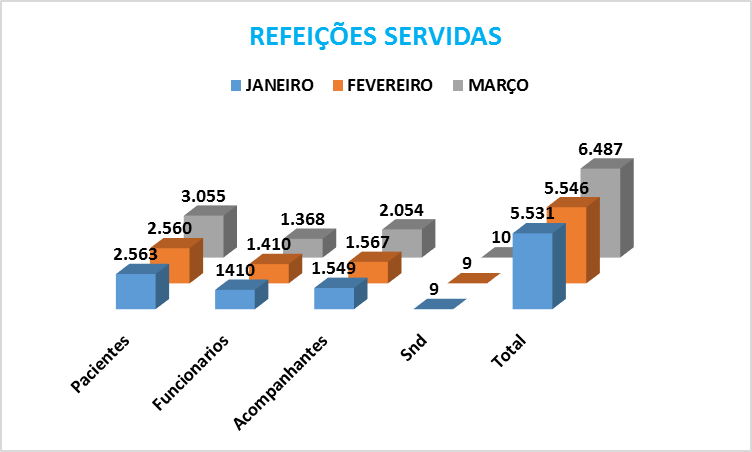 REFEIÇÕES SERVIDAS
JANEIRO FEVEREIRO MARÇO
6.487
5.546
5.531
3.055
2.560
2.563
1.368
1.410
1410
2.054
1.567
1.549
10
9
9
Pacientes
Funcionarios
Acompanhantes
Snd
Total